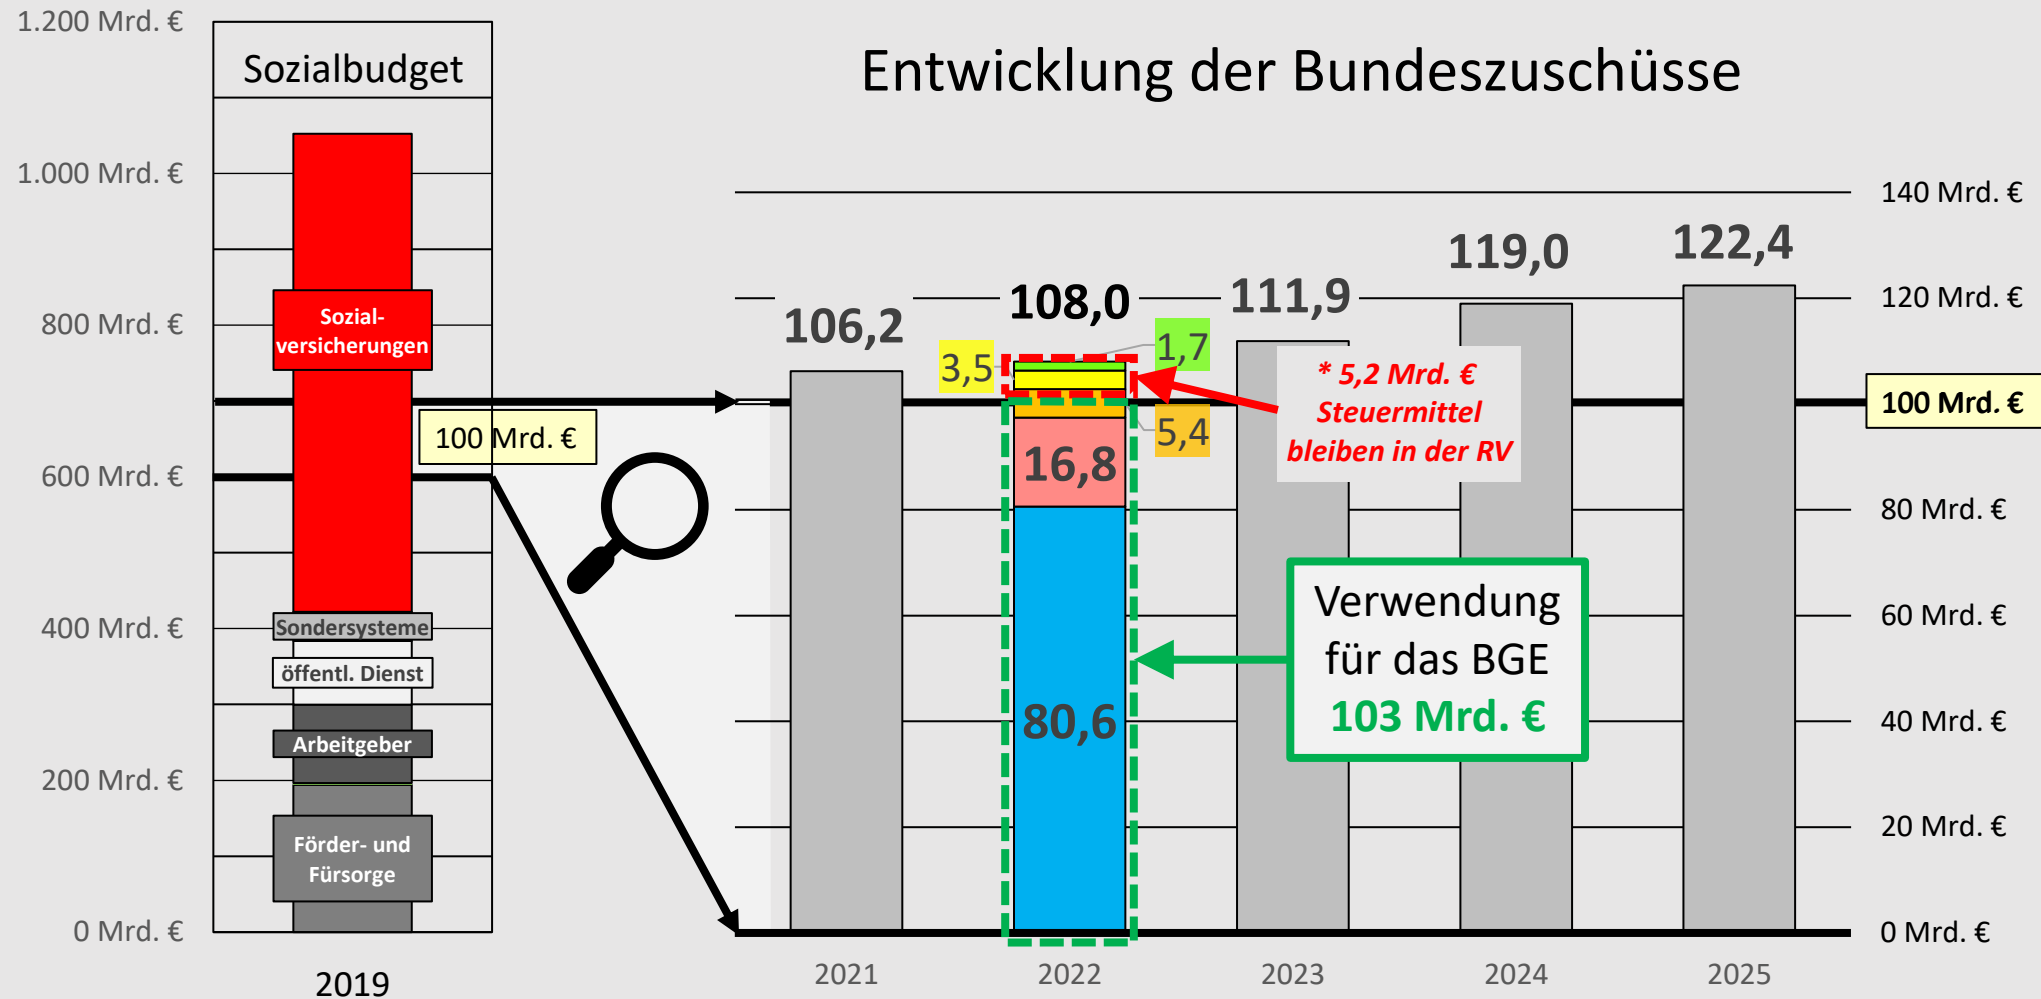 Entwicklung der Bundeszuschüsse
Sozialbudget
1.200 Mrd. €
1.000 Mrd. €
800 Mrd. €
600 Mrd. €
400 Mrd. €
200 Mrd. €
0 Mrd. €
Sozial-
versicherungen
Sondersysteme
öffentl. Dienst
Arbeitgeber
Förder- und
Fürsorge
2019
100 Mrd. €
106,2
108,0
111,9
119,0
122,4
3,5
1,7
5,4
16,8
80,6
* 5,2 Mrd. €
Steuermittel
bleiben in der RV
Verwendung
für das BGE
103 Mrd. €
140 Mrd. €
120 Mrd. €
100 Mrd. €
80 Mrd. €
60 Mrd. €
40 Mrd. €
20 Mrd. €
0 Mrd. €
2021
2022
2023
2024
2025